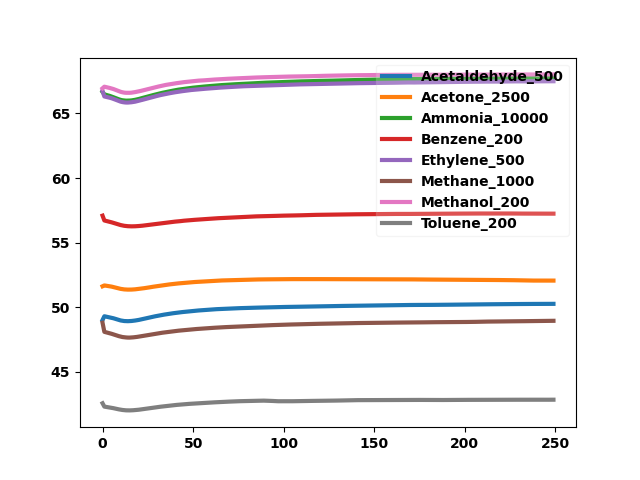 65
60
55
50
45
0
50
100
150
200
250
Acetaldehyde_500
Acetone_2500
Ammonia_10000
Benzene_200
Ethylene_500
Methane_1000
Methanol_200
Toluene_200